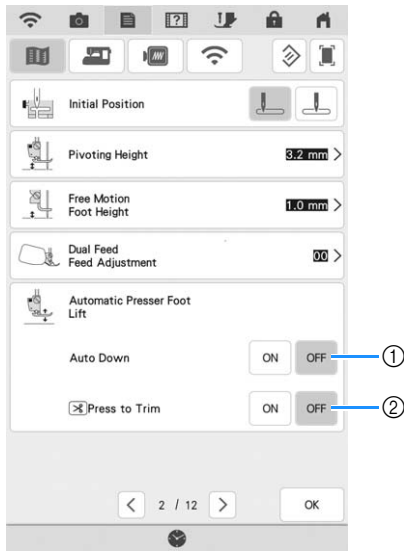 Initial Position
Pivoting Height
3.2 mm
Free Motion
Foot Height
1.0 mm
Dual Feed
Feed Adjustment
00
Automatic Presser Foot
Lift
Auto Down
ON OFF ①
Press to Trim
ON OFF ②
2 / 12
OK